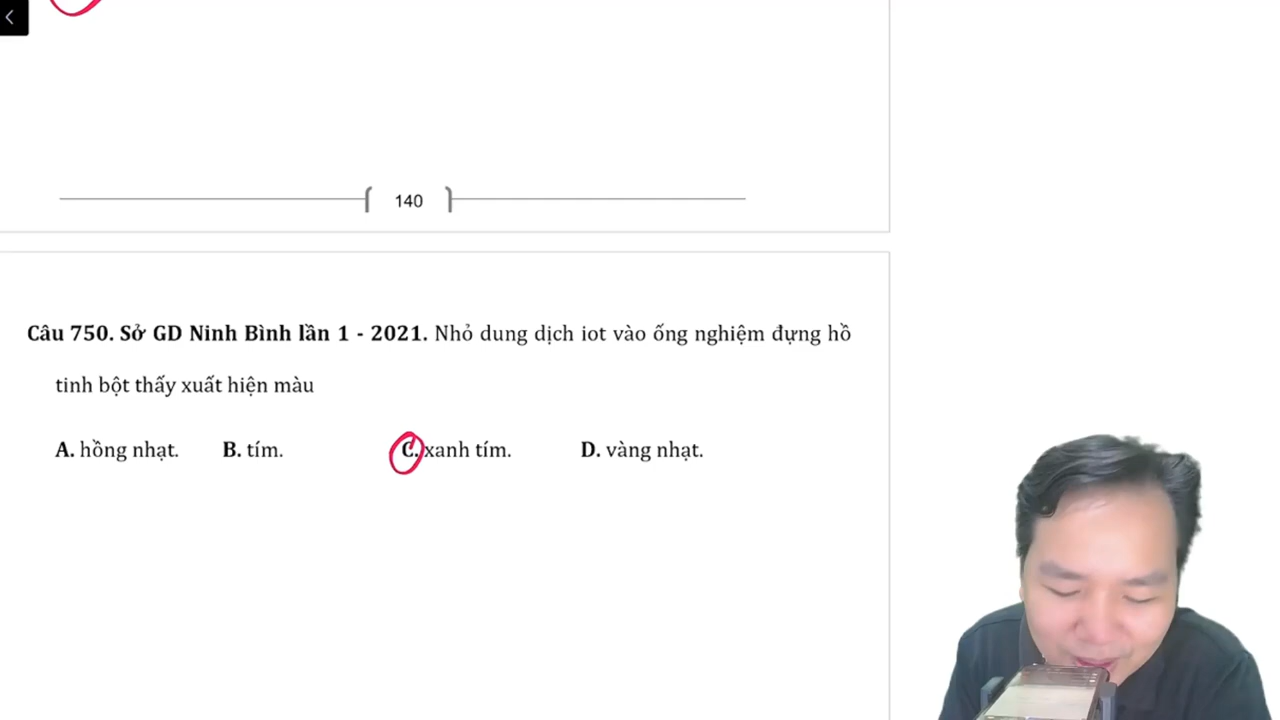 140
Câu 750. Sở GD Ninh Bình lần 1 - 2021. Nhỏ dung dịch iot vào ống nghiệm đựng hồ
tinh bột thấy xuất hiện màu
A. hồng nhạt. B. tím. C. xanh tím. D. vàng nhạt.